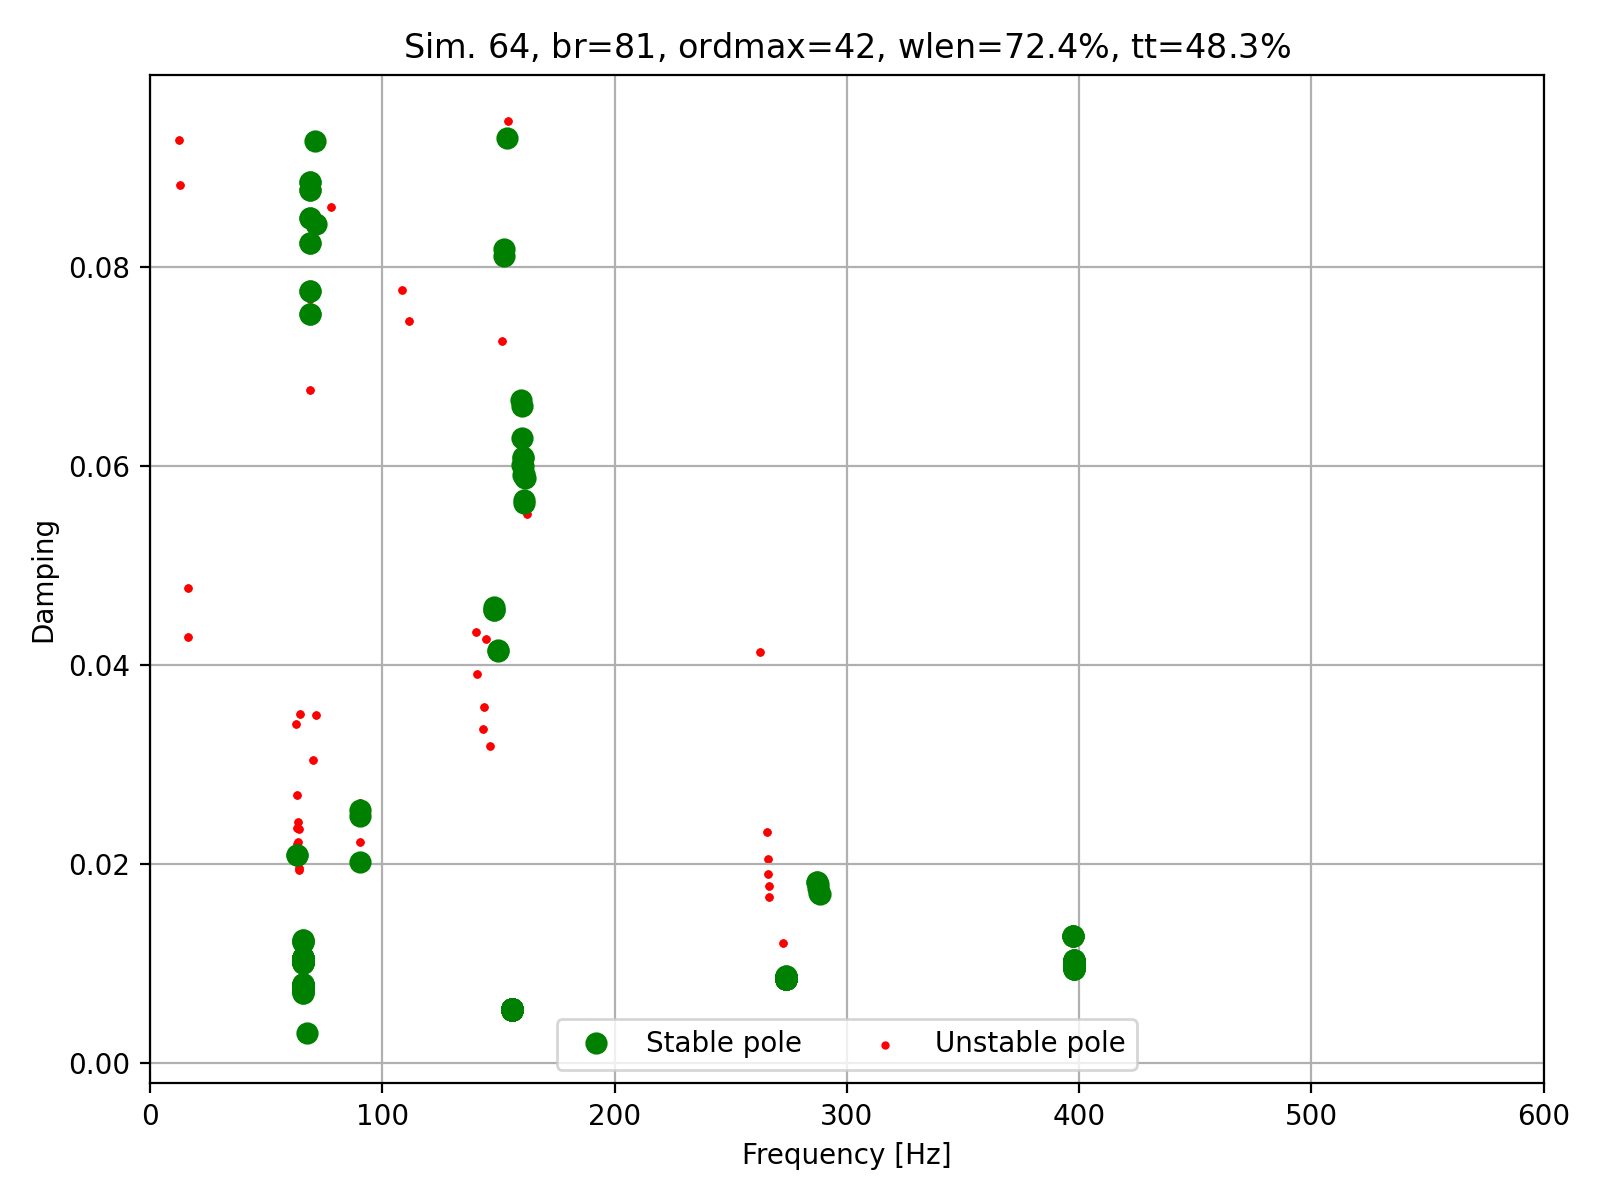 Sim. 64, br=81, ordmax=42, wlen=72.4%, tt=48.3%
0.08
0.06
0.04
0.02
0.00
Damping
Stable pole
Unstable pole
0
100
200
300
400
500
600
Frequency [Hz]